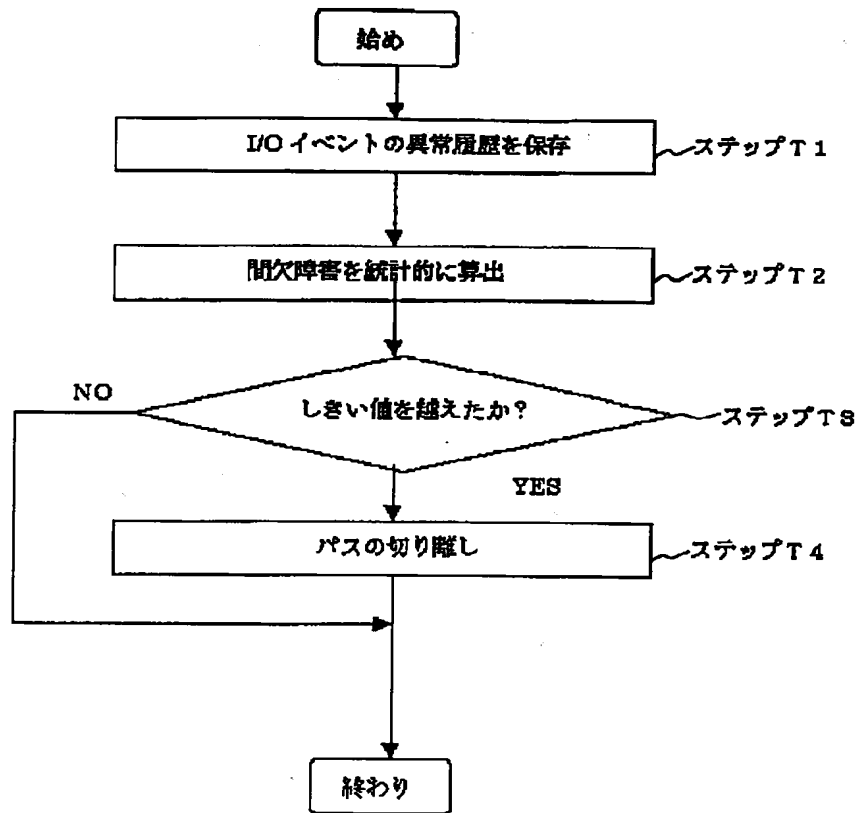 始め
I/O イベントの異常履歴を保存
ステップT1
間欠障害を統計的に算出
ステップT2
NO
しきい値を越えたか?
ステップT3
YES
パスの切り離し
ステップT4
終わり